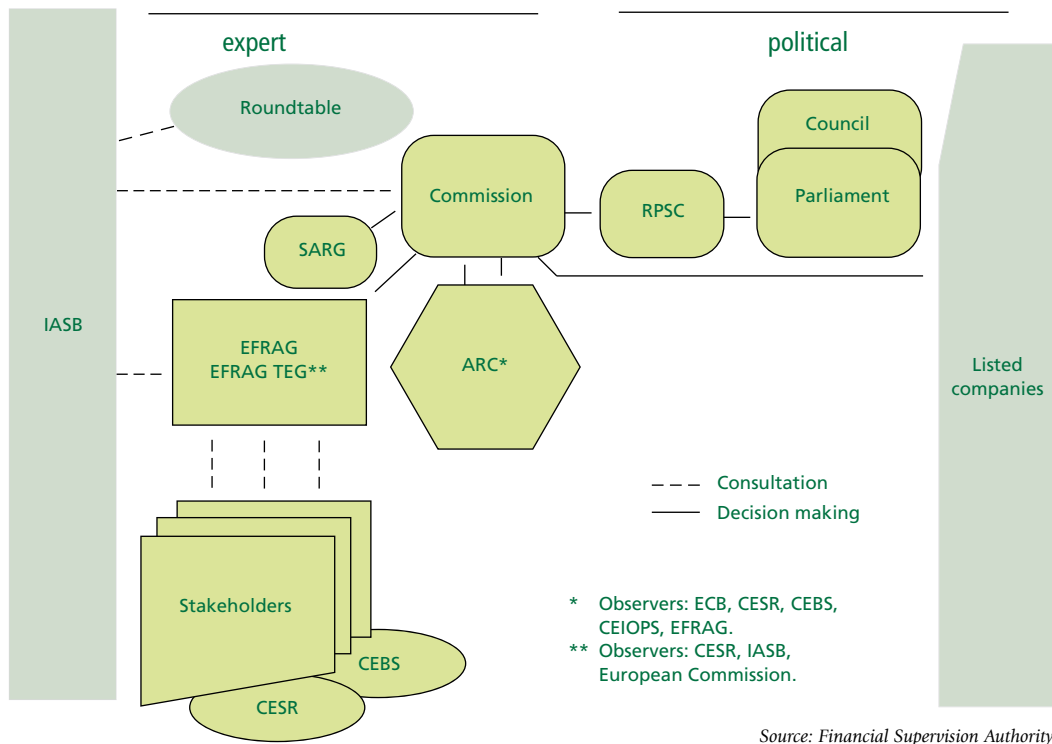 expert
political
Roundtable
Council
Commission
RPSC
Parliament
SARG
IASB
EFRAG
EFRAG TEG**
ARC*
Listed
companies
Consultation
Decision making
Stakeholders
* Observers: ECB, CESR, CEBS,
CEIOPS, EFRAG.
** Observers: CESR, IASB,
European Commission.
CEBS
CESR
Source: Financial Supervision Authority